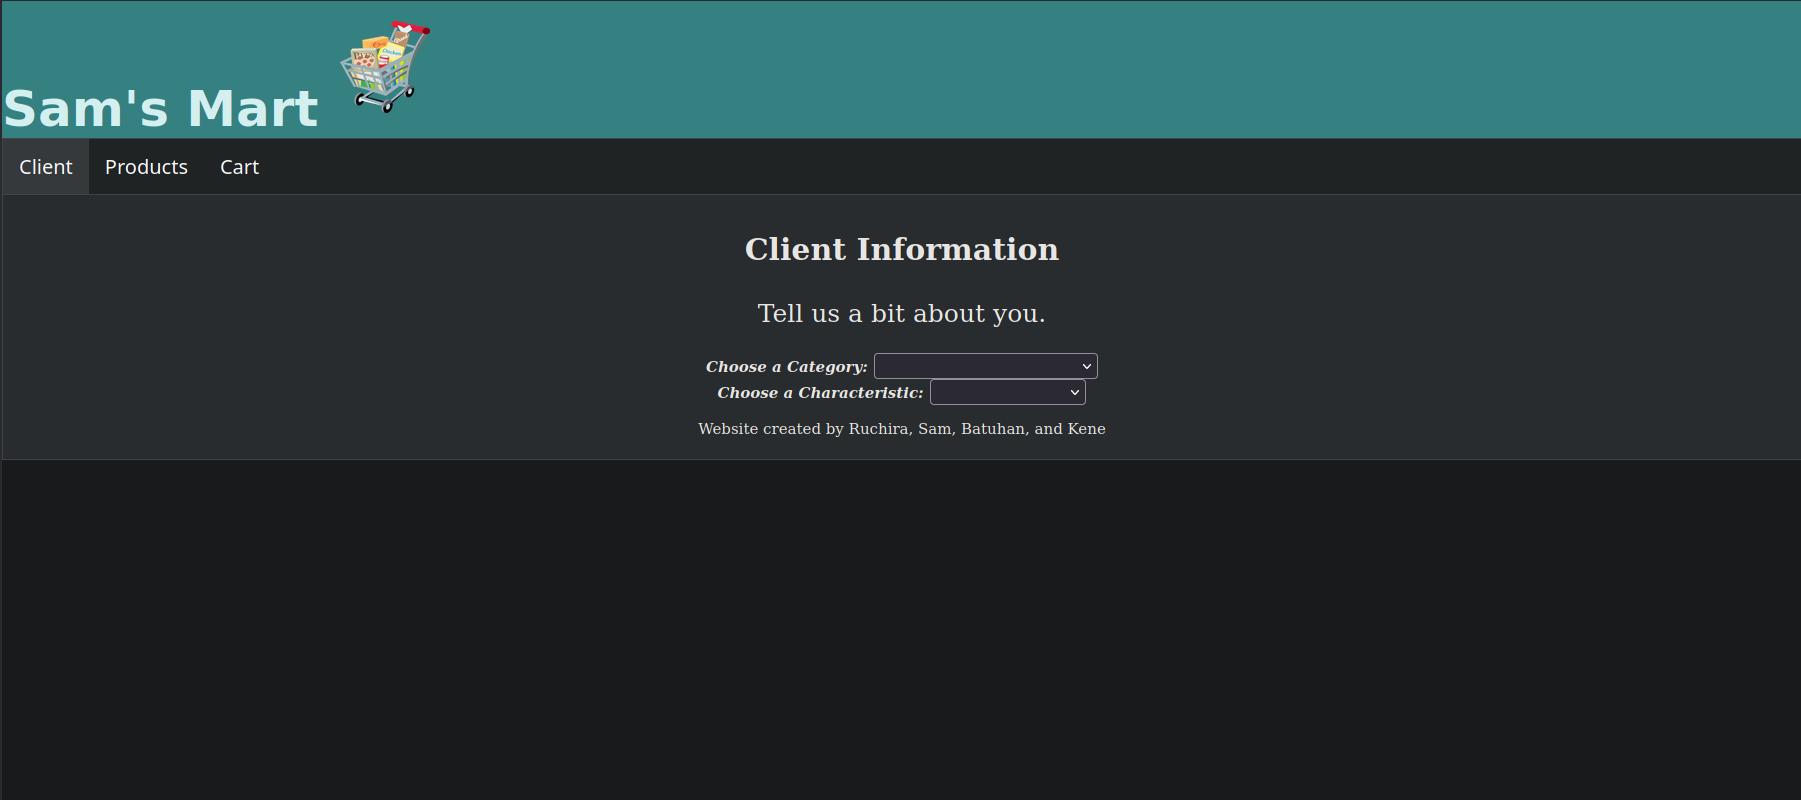 Sam's Mart
Client Products Cart
Client Information
Tell us a bit about you.
Choose a Category:
Choose a Characteristic:
Website created by Ruchira, Sam, Batuhan, and Kene